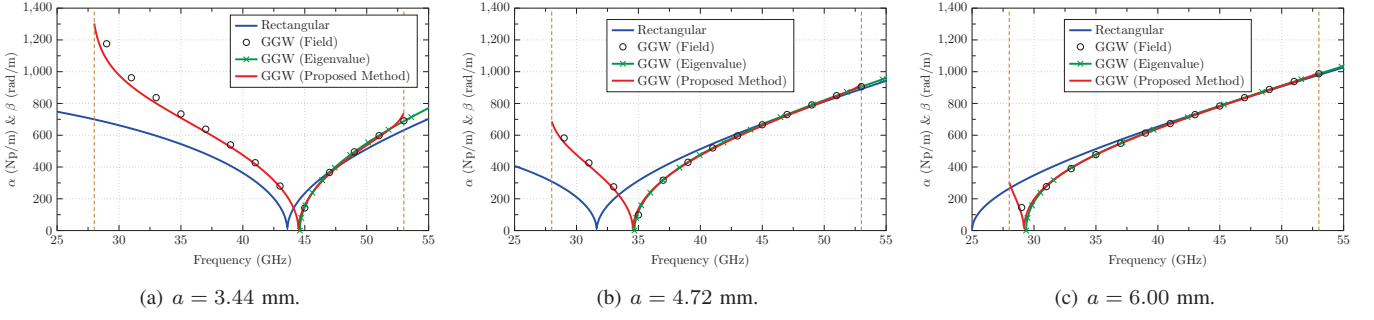 1,400
1,200
1,000
800
600
400
200
0
α (Np/m) & β (rad/m)
Rectangular
GGW (Field)
GGW (Eigenvalue)
GGW (Proposed Method)
25 30 35 40 45 50 55
Frequency (GHz)
(a) a = 3.44 mm.
1,400
1,200
1,000
800
600
400
200
0
α (Np/m) & β (rad/m)
Rectangular
GGW (Field)
GGW (Eigenvalue)
GGW (Proposed Method)
25 30 35 40 45 50 55
Frequency (GHz)
(b) a = 4.72 mm.
1,400
1,200
1,000
800
600
400
200
0
α (Np/m) & β (rad/m)
Rectangular
GGW (Field)
GGW (Eigenvalue)
GGW (Proposed Method)
25 30 35 40 45 50 55
Frequency (GHz)
(c) a = 6.00 mm.